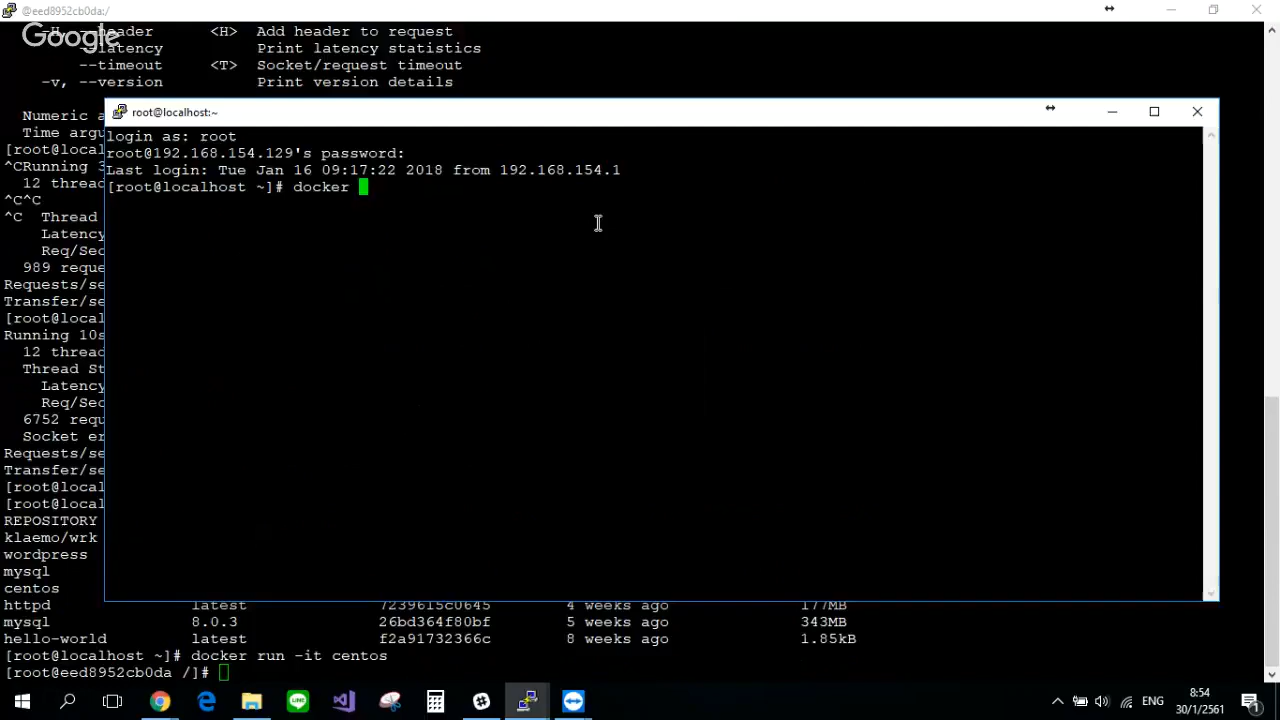 @eed8952cb0da:/
-H, --header <H> Add header to request
Google
--latency Print latency statistics
--timeout <T> Socket/request timeout
-v, --version Print version details
Numeric a
Time argu
[root@local
^CRunning 3
12 thread
^C^C
^C Thread
Latency
Req/Sec
989 reque
Requests/se
Transfer/se
[root@local
Running 10s
12 thread
Thread St
Latency
Req/Sec
6752 requ
Socket er
Requests/se
Transfer/se
[root@local
[root@local
REPOSITORY
klaemo/wrk
wordpress
mysql
centos
root@localhost:~
login as: root
root@192.168.154.129's password:
Last login: Tue Jan 16 09:17:22 2018 from 192.168.154.1
[root@localhost ~]# docker
httpd latest 7239615c0645 4 weeks ago 177MB
mysql 8.0.3 26bd364f80bf 5 weeks ago 343MB
hello-world latest f2a91732366c 8 weeks ago 1.85kB
[root@localhost ~]# docker run -it centos
[root@eed8952cb0da /]#
LINE
ENG
8:54
30/1/2561
1